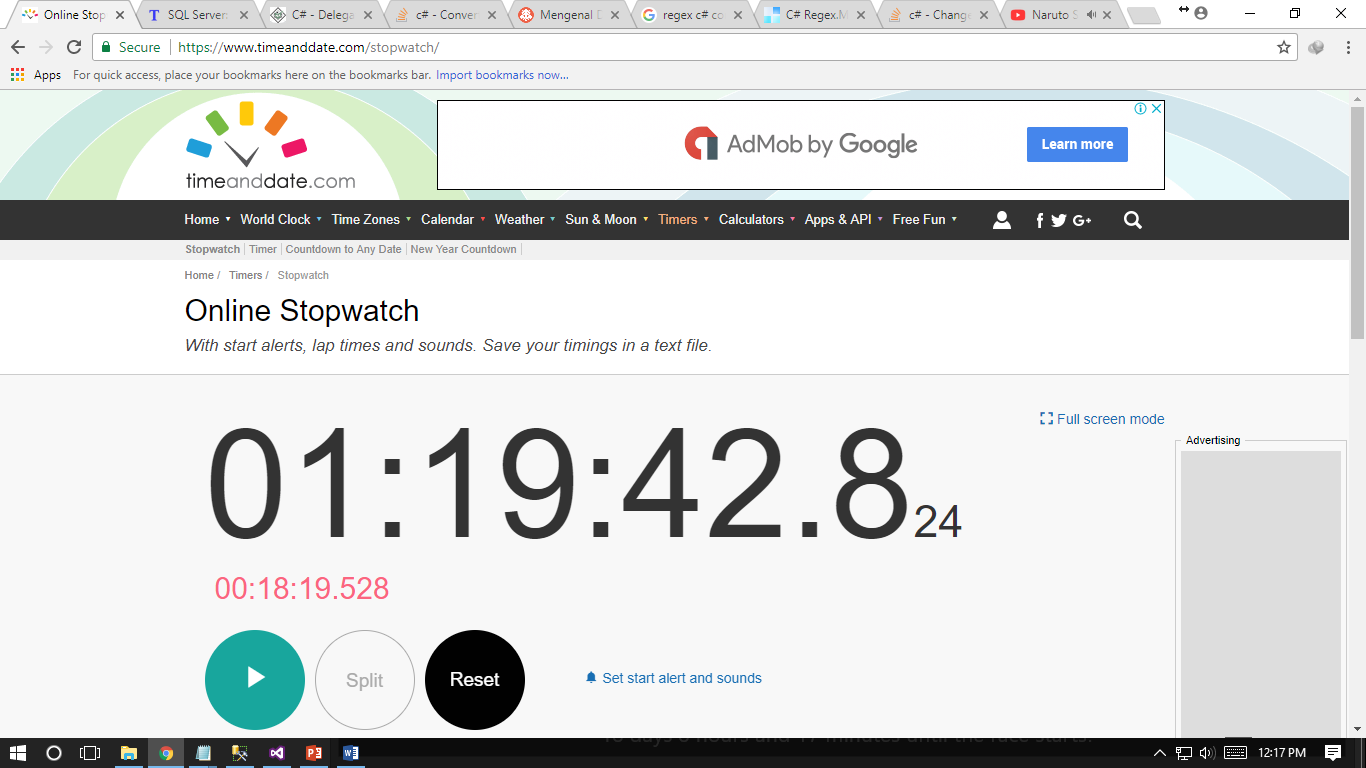 Online Stop
SQL Server:
C# - Delega
c# - Conver
Mengenal D
regex c# co
C# Regex.M
c# - Change
Naruto S
Secure
https://www.timeanddate.com/stopwatch/
Apps
For quick access, place your bookmarks here on the bookmarks bar. Import bookmarks now...
timeanddate.com
AdMob by Google
Learn more
Home World Clock Time Zones Calendar Weather Sun & Moon Timers Calculators Apps & API Free Fun
Stopwatch Timer Countdown to Any Date New Year Countdown
Home / Timers / Stopwatch
Online Stopwatch
With start alerts, lap times and sounds. Save your timings in a text file.
Full screen mode
Advertising
01:19:42.824
00:18:19.528
Split
Reset
Set start alert and sounds
12:17 PM